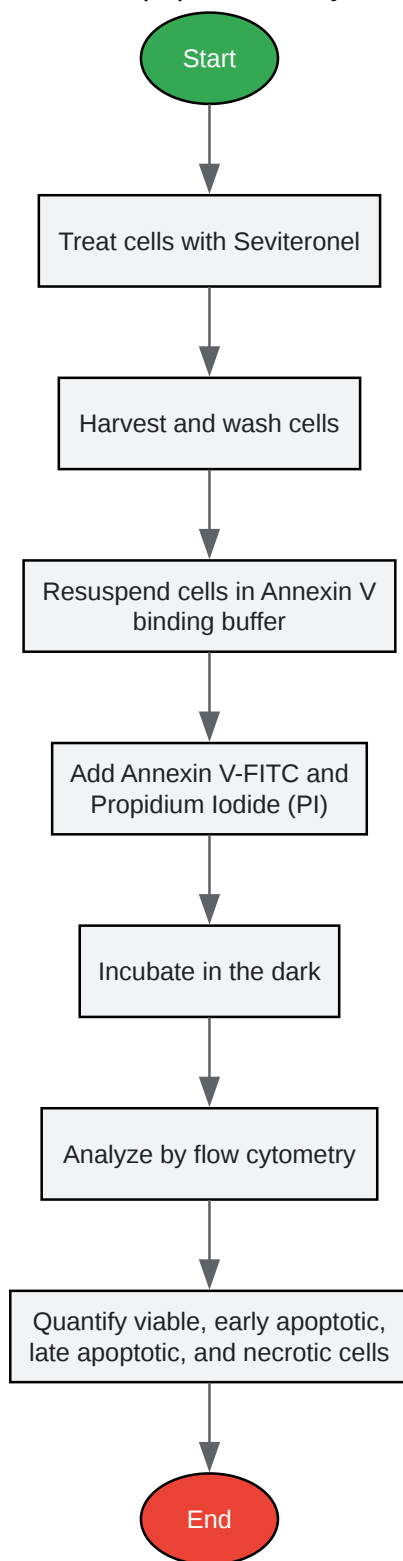 Start
Treat cells with Seviteronel
Harvest and wash cells
Resuspend cells in Annexin V
binding buffer
Add Annexin V-FITC and
Propidium Iodide (PI)
Incubate in the dark
Analyze by flow cytometry
Quantify viable, early apoptotic,
late apoptotic, and necrotic cells
End